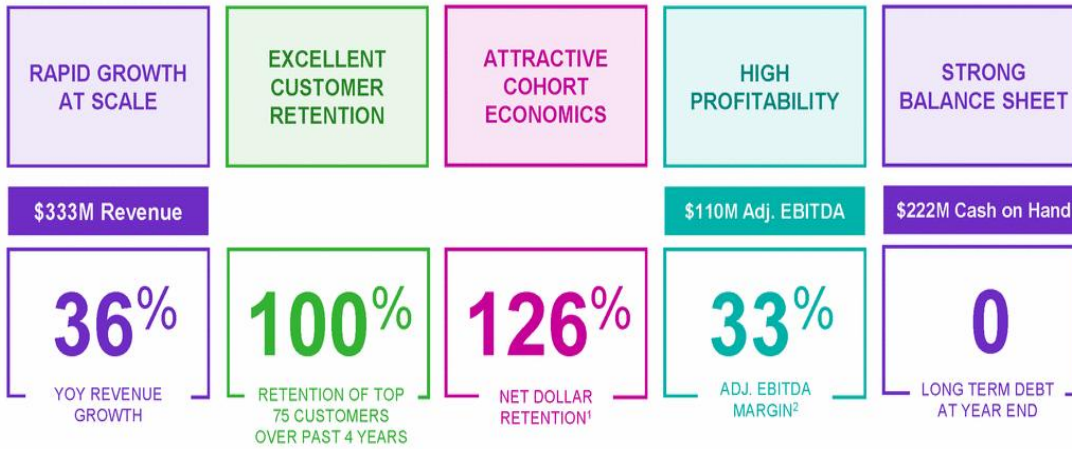 RAPID GROWTH
AT SCALE
EXCELLENT
CUSTOMER
RETENTION
ATTRACTIVE
COHORT
ECONOMICS
HIGH
PROFITABILITY
STRONG
BALANCE SHEET
$333M Revenue
$110M Adj. EBITDA
$222M Cash on Hand
36%
YOY REVENUE
GROWTH
100%
RETENTION OF TOP
75 CUSTOMERS
OVER PAST 4 YEARS
126%
NET DOLLAR
RETENTION¹
33%
ADJ. EBITDA
MARGIN²
0
LONG TERM DEBT
AT YEAR END